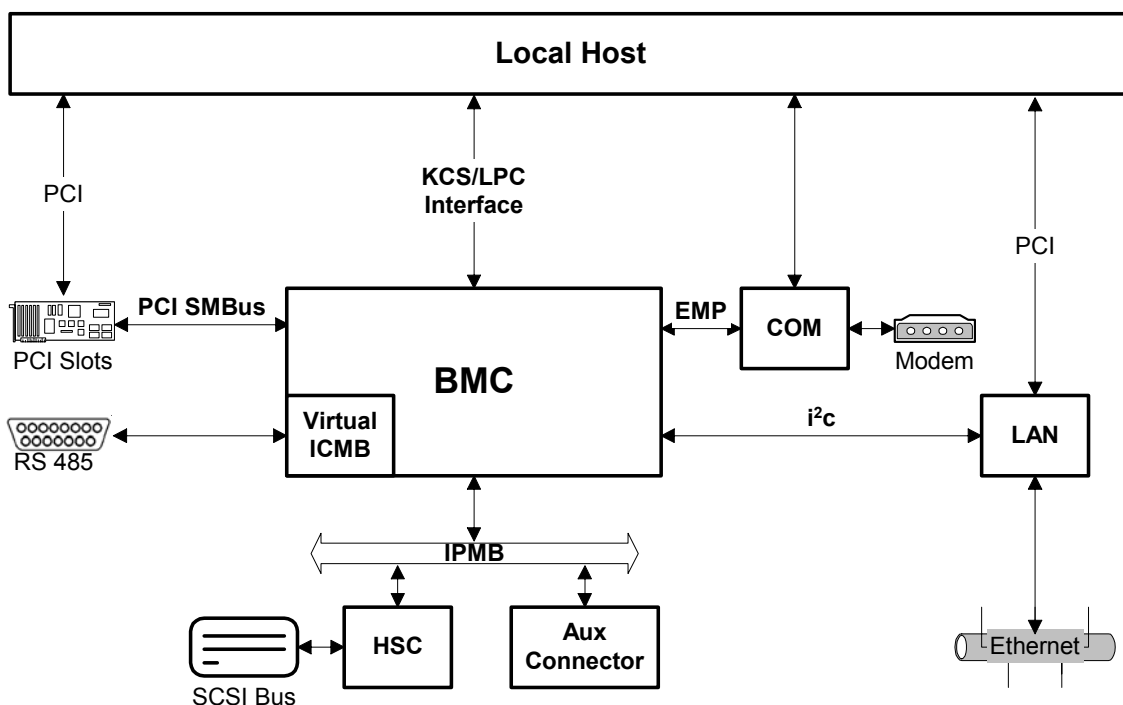 Local Host
PCI
KCS/LPC
Interface
PCI
PCI SMBus
EMP
COM
PCI Slots
Modem
BMC
Virtual
ICMB
i²c
LAN
RS 485
IPMB
HSC
Aux
Connector
Ethernet
SCSI Bus